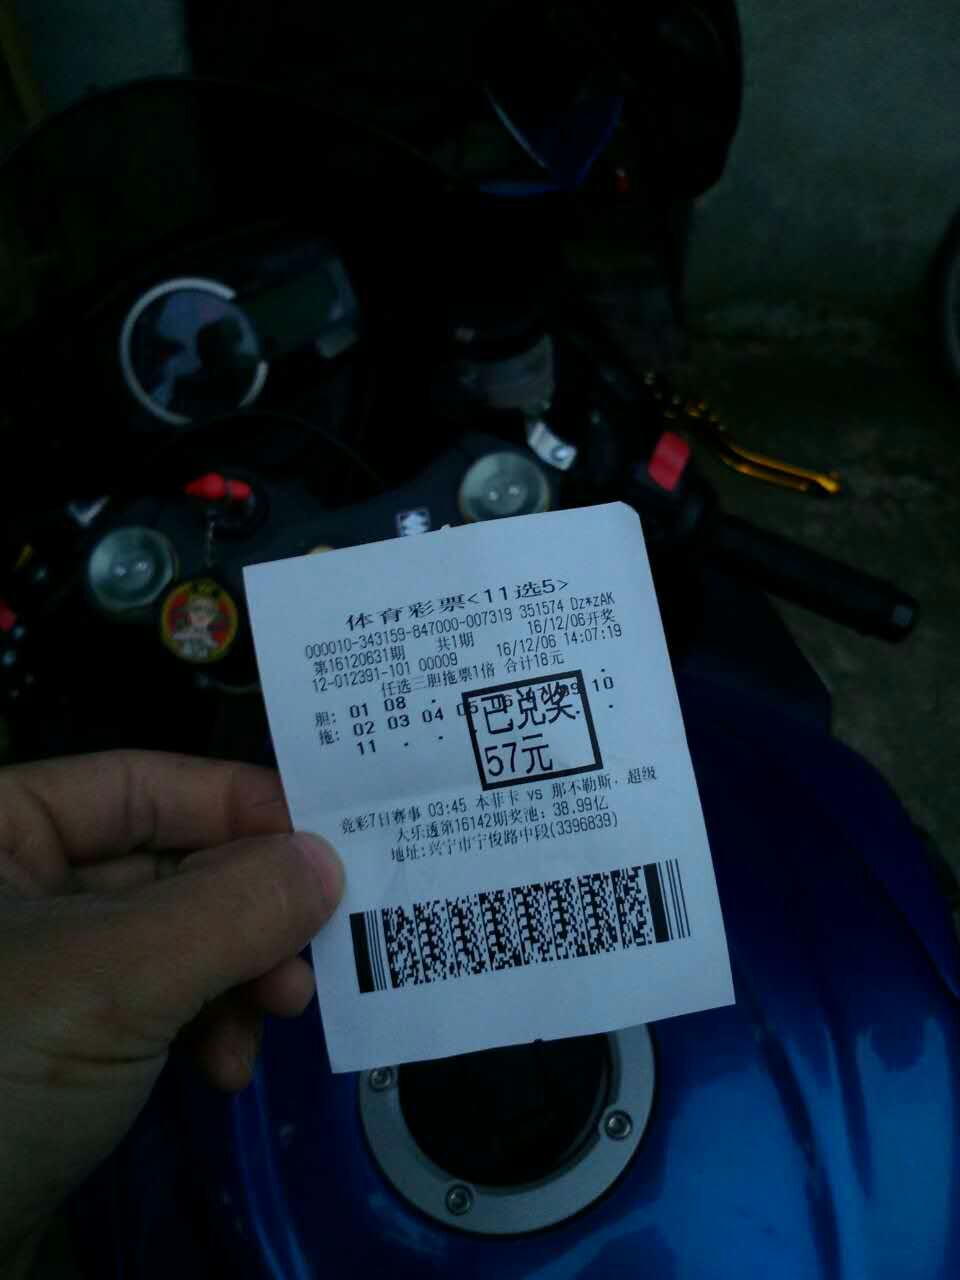 体育彩票<11选5>
000010-343159-847000-007319 351574 Dz*zAK
第16120631期 共1期 16/12/06开奖
12-012391-101 00009 16/12/06 14:07:19
任选三胆拖票1倍 合计18元
胆: 01 08
拖: 02 03 04 05 06 07 09 10
11
已兑奖
57元
竞彩7日赛事 03:45 本菲卡 vs 那不勒斯，超级
大乐透第16142期奖池: 38.99亿
地址:兴宁市宁俊路中段(3396839)